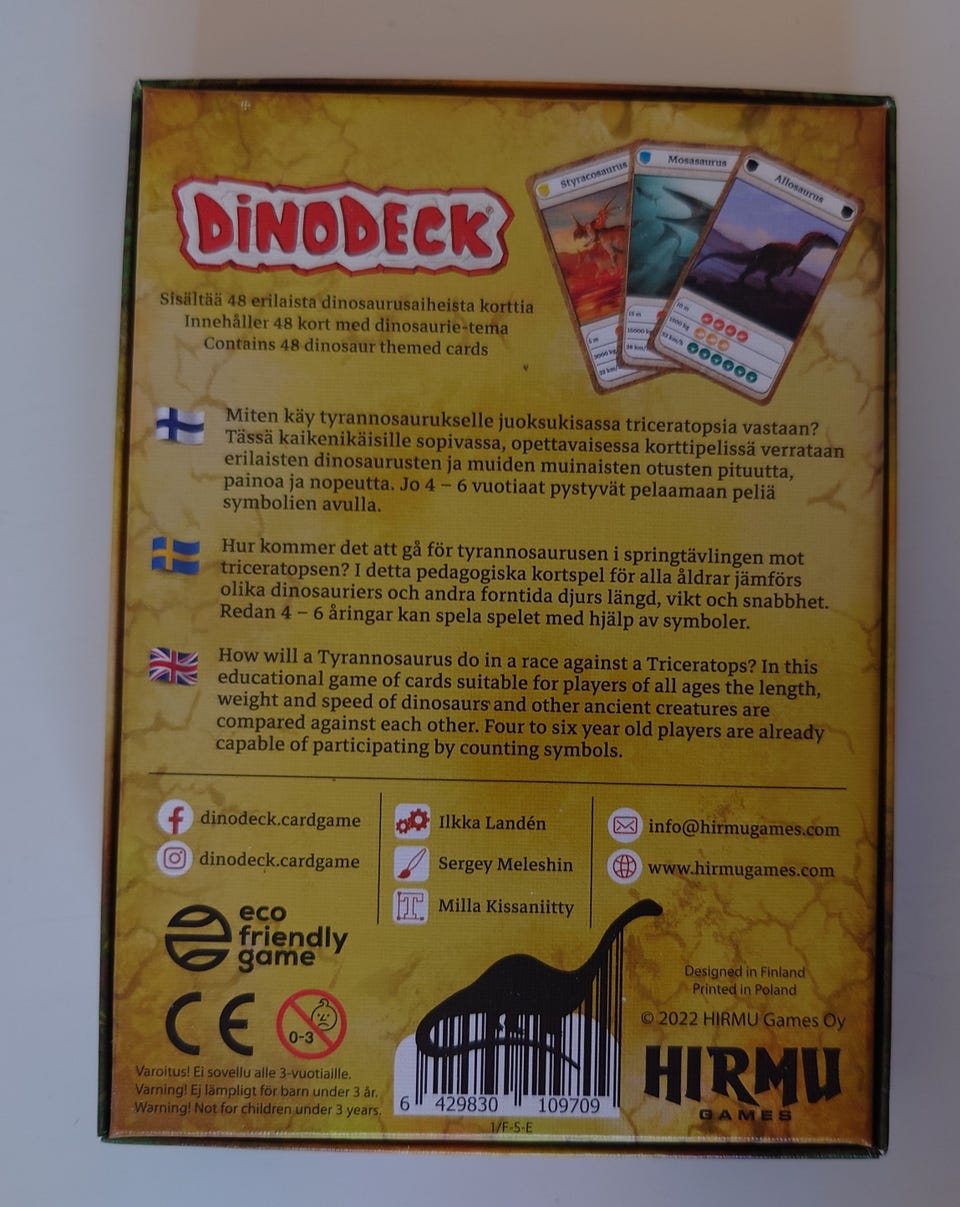 DiNODECK®
Styracosaurus
Mosasaurus
Allosaurus
5 m
15 m
10 m
1500 kg
32 km/h
Sisältää 48 erilaista dinosaurusaiheista korttia
Innehåller 48 kort med dinosaurie-tema
Contains 48 dinosaur themed cards
Miten käy tyrannosaurukselle juoksukisassa triceratopsia vastaan?
Tässä kaikenikäisille sopivassa, opettavaisessa korttipelissä verrataan
erilaisten dinosaurusten ja muiden muinaisten otusten pituutta,
painoa ja nopeutta. Jo 4 – 6 vuotiaat pystyvät pelaamaan peliä
symbolien avulla.
Hur kommer det att gå för tyrannosaurusen i springtävlingen mot
triceratopsen? I detta pedagogiska kortspel för alla åldrar jämförs
olika dinosauriers och andra forntida djurs längd, vikt och snabbhet.
Redan 4 – 6 åringar kan spela spelet med hjälp av symboler.
How will a Tyrannosaurus do in a race against a Triceratops? In this
educational game of cards suitable for players of all ages the length,
weight and speed of dinosaurs and other ancient creatures are
compared against each other. Four to six year old players are already
capable of participating by counting symbols.
dinodeck.cardgame
dinodeck.cardgame
Ilkka Landén
Sergey Meleshin
Milla Kissaniitty
info@hirmugames.com
www.hirmugames.com
eco
friendly
game
CE
0-3
Varoitus! Ei sovellu alle 3-vuotiaille.
Varning! Ej lämpligt för barn under 3 år.
Warning! Not for children under 3 years.
6 429830 109709
1/F-S-E
Designed in Finland
Printed in Poland
© 2022 HIRMU Games Oy
HIRMU
GAMES